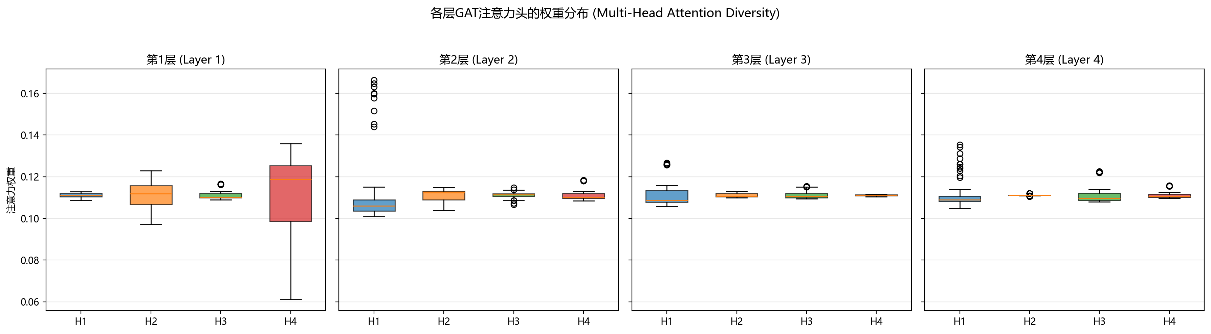 各层GAT注意力头的权重分布 (Multi-Head Attention Diversity)
第1层 (Layer 1)
第2层 (Layer 2)
第3层 (Layer 3)
第4层 (Layer 4)
注意力权重
0.16
0.14
0.12
0.10
0.08
0.06
H1 H2 H3 H4
H1 H2 H3 H4
H1 H2 H3 H4
H1 H2 H3 H4